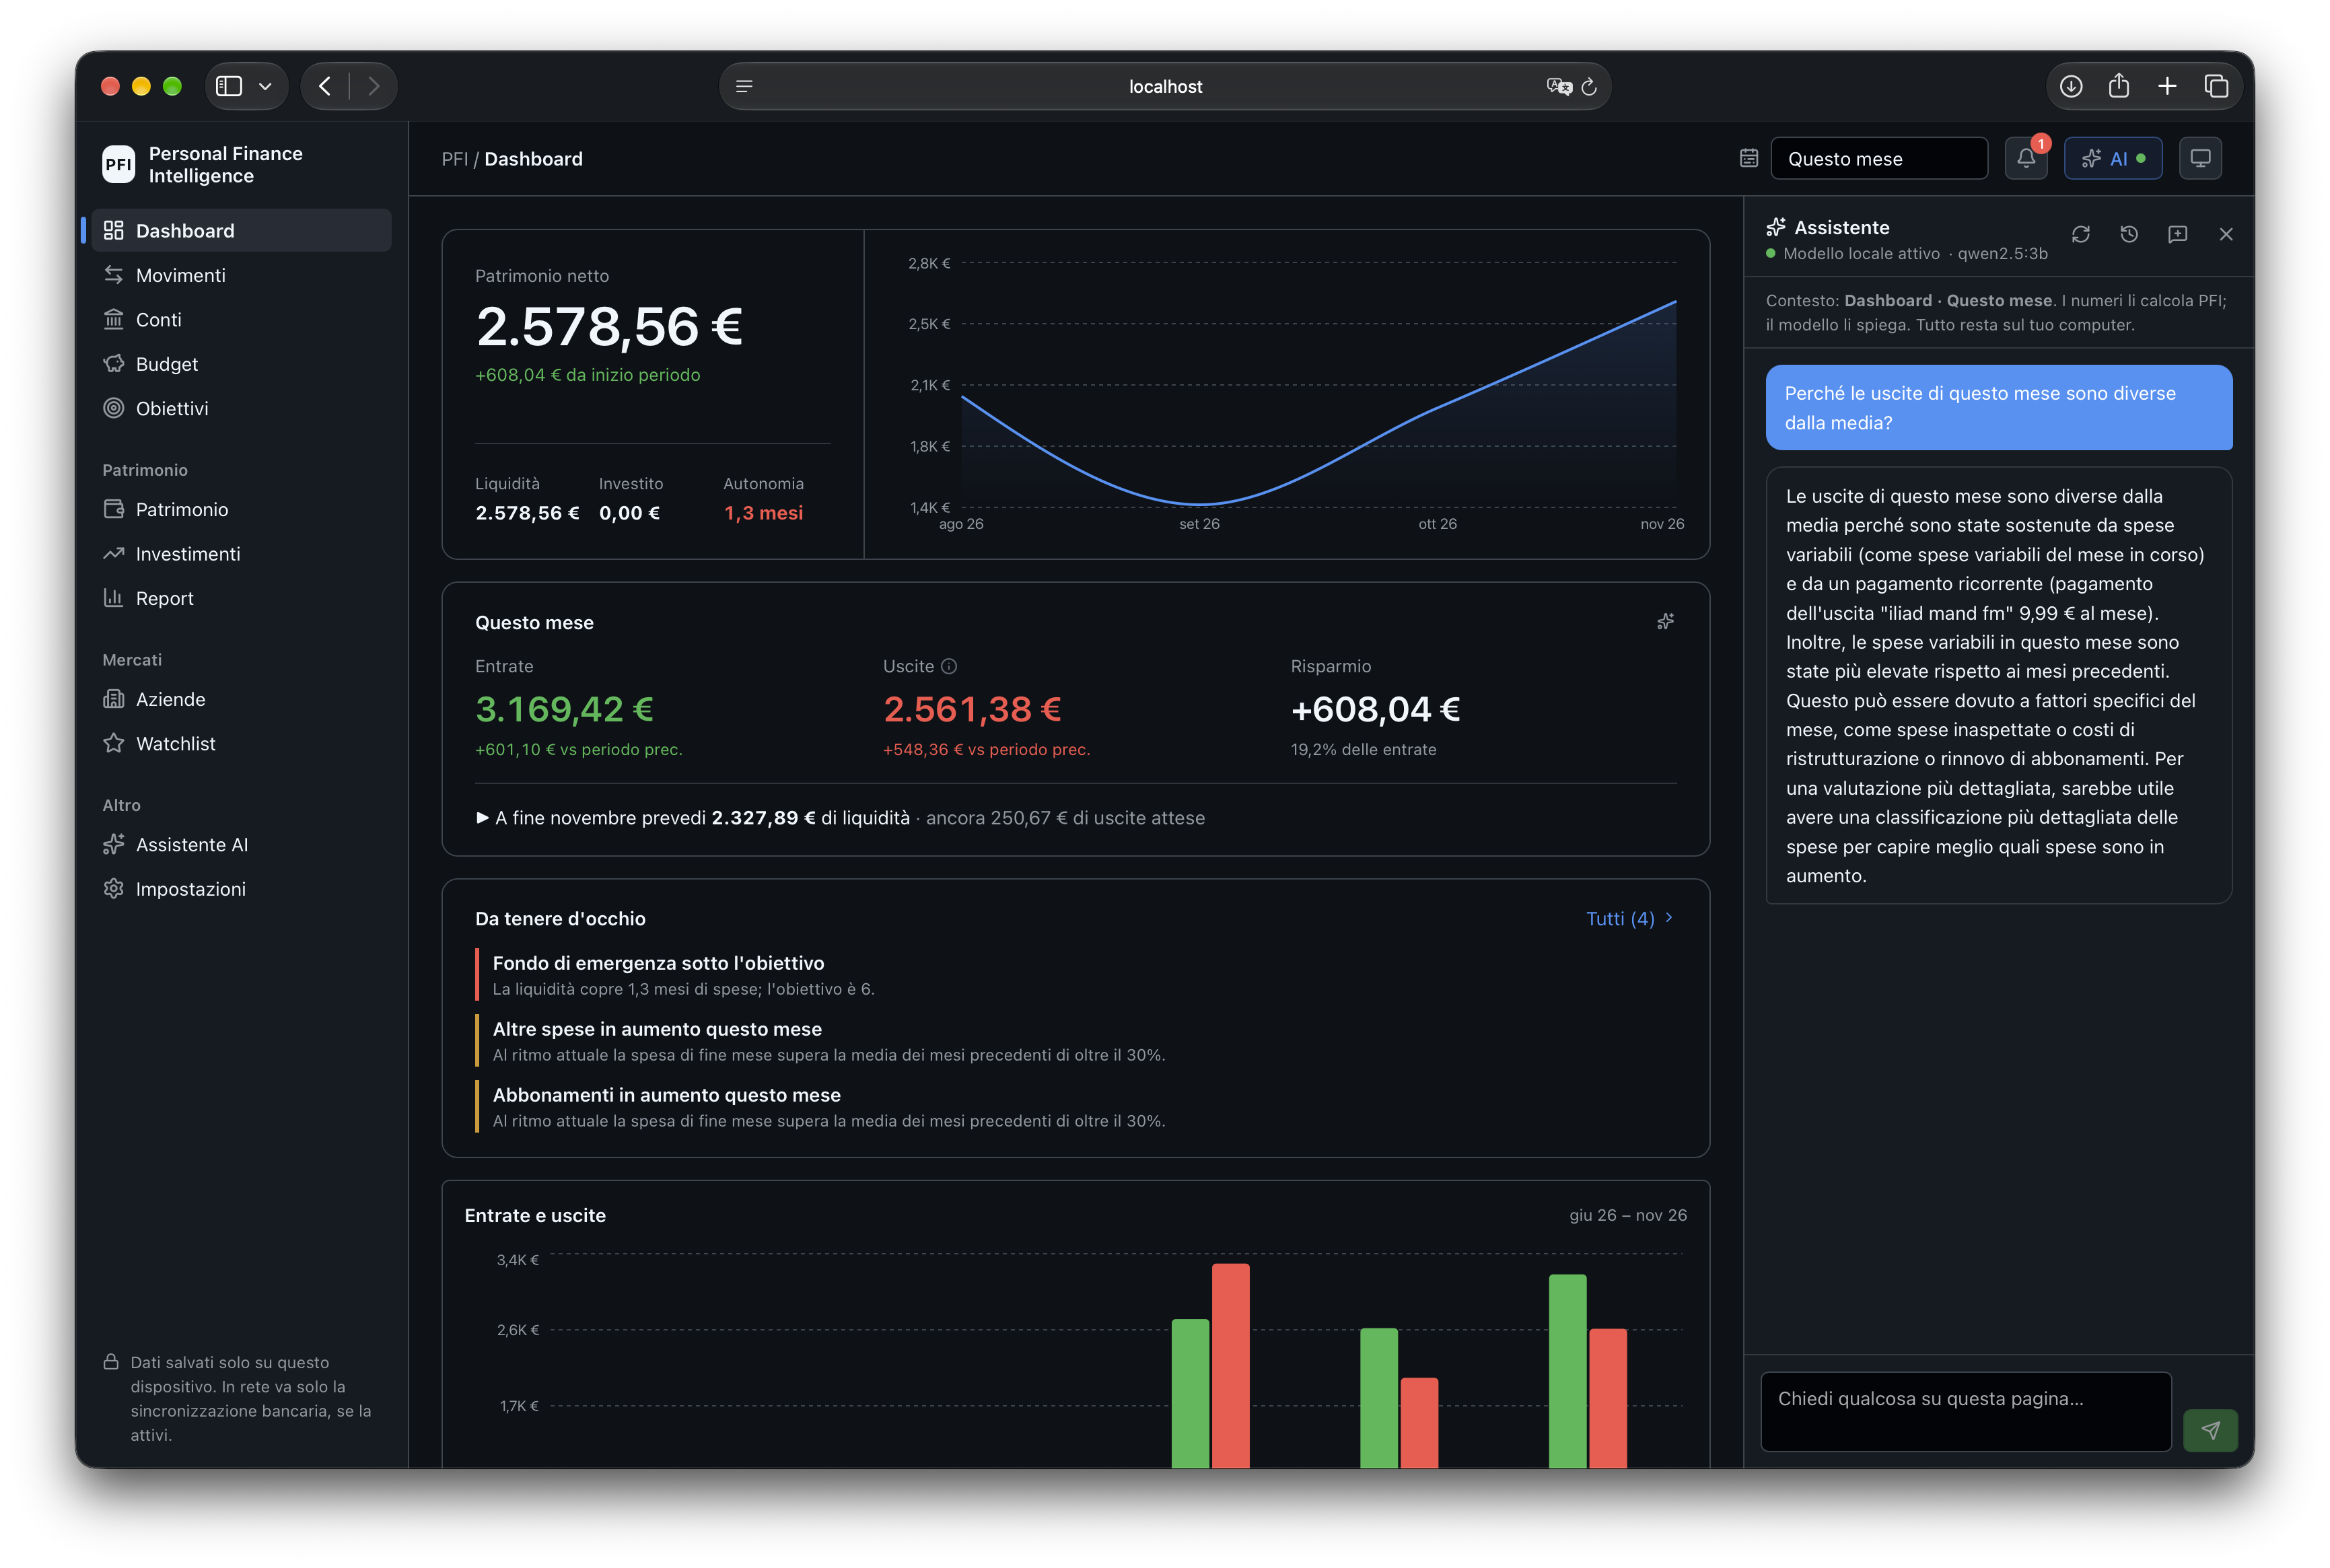 localhost
PFI
Personal Finance
Intelligence
Dashboard
Movimenti
Conti
Budget
Obiettivi
Patrimonio
Patrimonio
Investimenti
Report
Mercati
Aziende
Watchlist
Altro
Assistente AI
Impostazioni
Dati salvati solo su questo
dispositivo. In rete va solo la
sincronizzazione bancaria, se la
attivi.
PFI / Dashboard
Questo mese
1
AI
Patrimonio netto
2.578,56 €
+608,04 € da inizio periodo
Liquidità
2.578,56 €
Investito
0,00 €
Autonomia
1,3 mesi
2,8K €
2,5K €
2,1K €
1,8K €
1,4K €
ago 26
set 26
ott 26
nov 26
Questo mese
Entrate
3.169,42 €
+601,10 € vs periodo prec.
Uscite
2.561,38 €
+548,36 € vs periodo prec.
Risparmio
+608,04 €
19,2% delle entrate
A fine novembre prevedi 2.327,89 € di liquidità · ancora 250,67 € di uscite attese
Da tenere d'occhio
Tutti (4)
Fondo di emergenza sotto l'obiettivo
La liquidità copre 1,3 mesi di spese; l'obiettivo è 6.
Altre spese in aumento questo mese
Al ritmo attuale la spesa di fine mese supera la media dei mesi precedenti di oltre il 30%.
Abbonamenti in aumento questo mese
Al ritmo attuale la spesa di fine mese supera la media dei mesi precedenti di oltre il 30%.
Entrate e uscite
giu 26 – nov 26
3,4K €
2,6K €
1,7K €
Assistente
Modello locale attivo · qwen2.5:3b
Contesto: Dashboard · Questo mese. I numeri li calcola PFI;
il modello li spiega. Tutto resta sul tuo computer.
Perché le uscite di questo mese sono diverse
dalla media?
Le uscite di questo mese sono diverse dalla
media perché sono state sostenute da spese
variabili (come spese variabili del mese in corso)
e da un pagamento ricorrente (pagamento
dell'uscita "iliad mand fm" 9,99 € al mese).
Inoltre, le spese variabili in questo mese sono
state più elevate rispetto ai mesi precedenti.
Questo può essere dovuto a fattori specifici del
mese, come spese inaspettate o costi di
ristrutturazione o rinnovo di abbonamenti. Per
una valutazione più dettagliata, sarebbe utile
avere una classificazione più dettagliata delle
spese per capire meglio quali spese sono in
aumento.
Chiedi qualcosa su questa pagina...